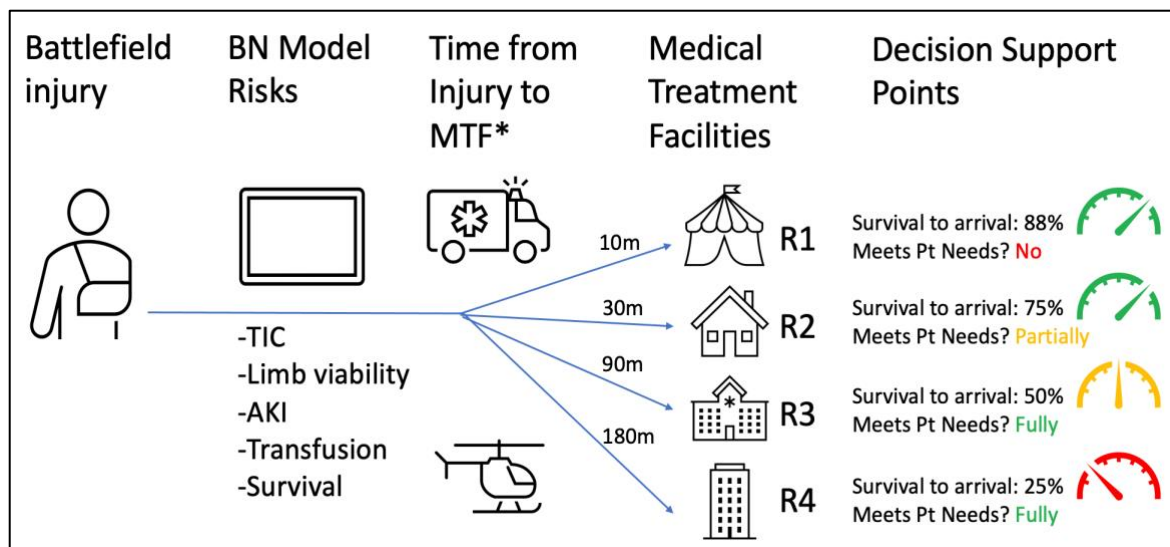 Battlefield
injury
BN Model
Risks
Time from
Injury to
MTF*
Medical
Treatment
Facilities
Decision Support
Points
-TIC
-Limb viability
-AKI
-Transfusion
-Survival
10m
30m
90m
180m
R1
R2
R3
R4
Survival to arrival: 88%
Meets Pt Needs? No
Survival to arrival: 75%
Meets Pt Needs? Partially
Survival to arrival: 50%
Meets Pt Needs? Fully
Survival to arrival: 25%
Meets Pt Needs? Fully